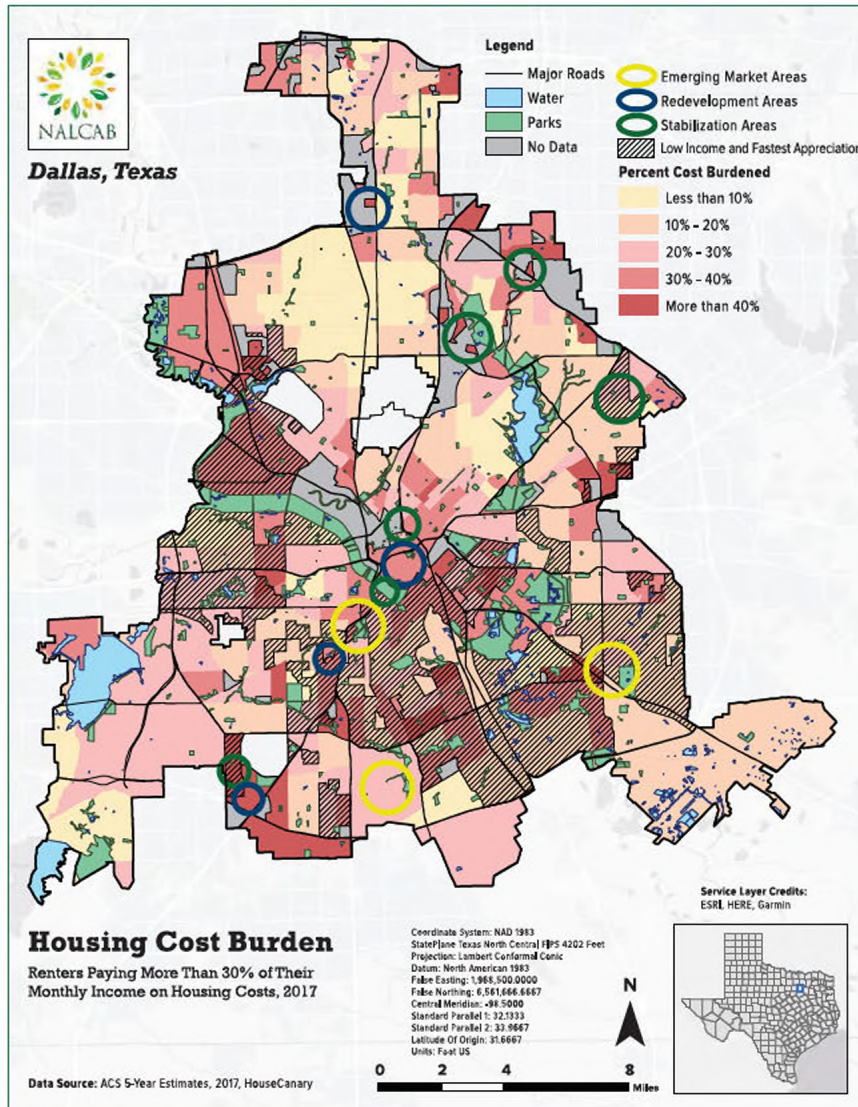 NALCAB
Dallas, Texas
Legend
Major Roads
Water
Parks
No Data
Emerging Market Areas
Redevelopment Areas
Stabilization Areas
Low Income and Fastest Appreciation
Percent Cost Burdened
Less than 10%
10% - 20%
20% - 30%
30% - 40%
More than 40%
Service Layer Credits:
ESRI, HERE, Garmin
Housing Cost Burden
Renters Paying More Than 30% of Their
Monthly Income on Housing Costs, 2017
Data Source: ACS 5-Year Estimates, 2017, HouseCanary
Coordinate System: NAD 1983
StatePlane Texas North Central FIPS 4202 Feet
Projection: Lambert Conformal Conic
Datum: North American 1983
False Easting: 1,968,500.0000
False Northing: 6,561,666.6667
Central Meridian: -98.5000
Standard Parallel 1: 32.1333
Standard Parallel 2: 33.9667
Latitude Of Origin: 31.6667
Units: Foot US
N
0 2 4 8
Miles